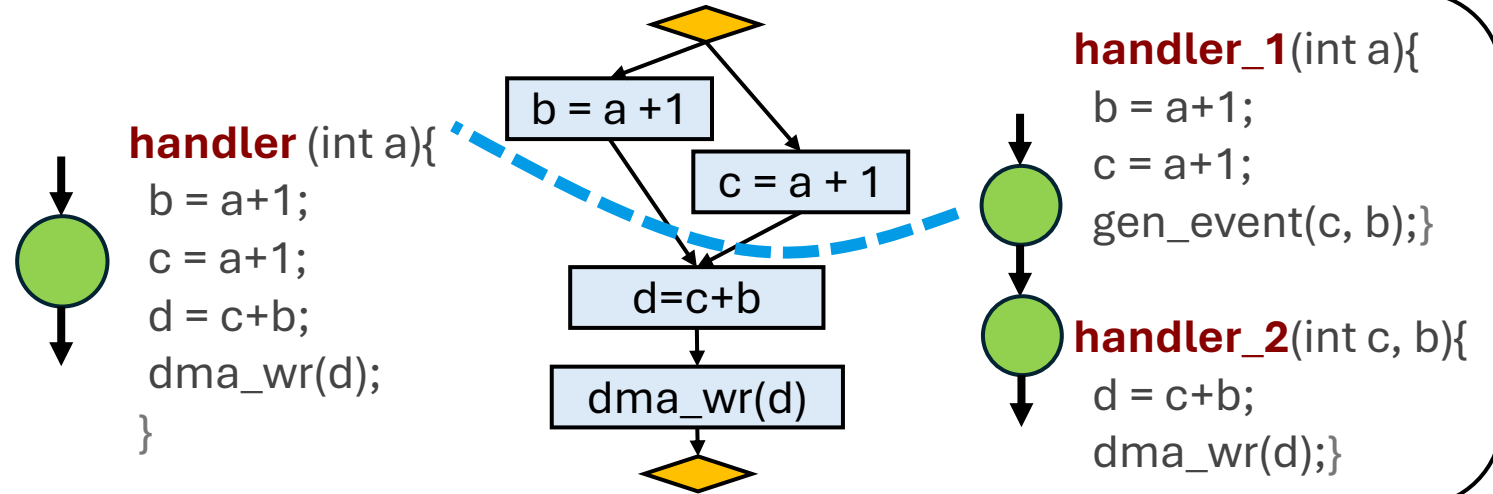 handler (int a){
b = a+1;
c = a+1;
d = c+b;
dma_wr(d);
}
b = a +1
c = a + 1
d=c+b
dma_wr(d)
handler_1(int a){
b = a+1;
c = a+1;
gen_event(c, b);}
handler_2(int c, b){
d = c+b;
dma_wr(d);}